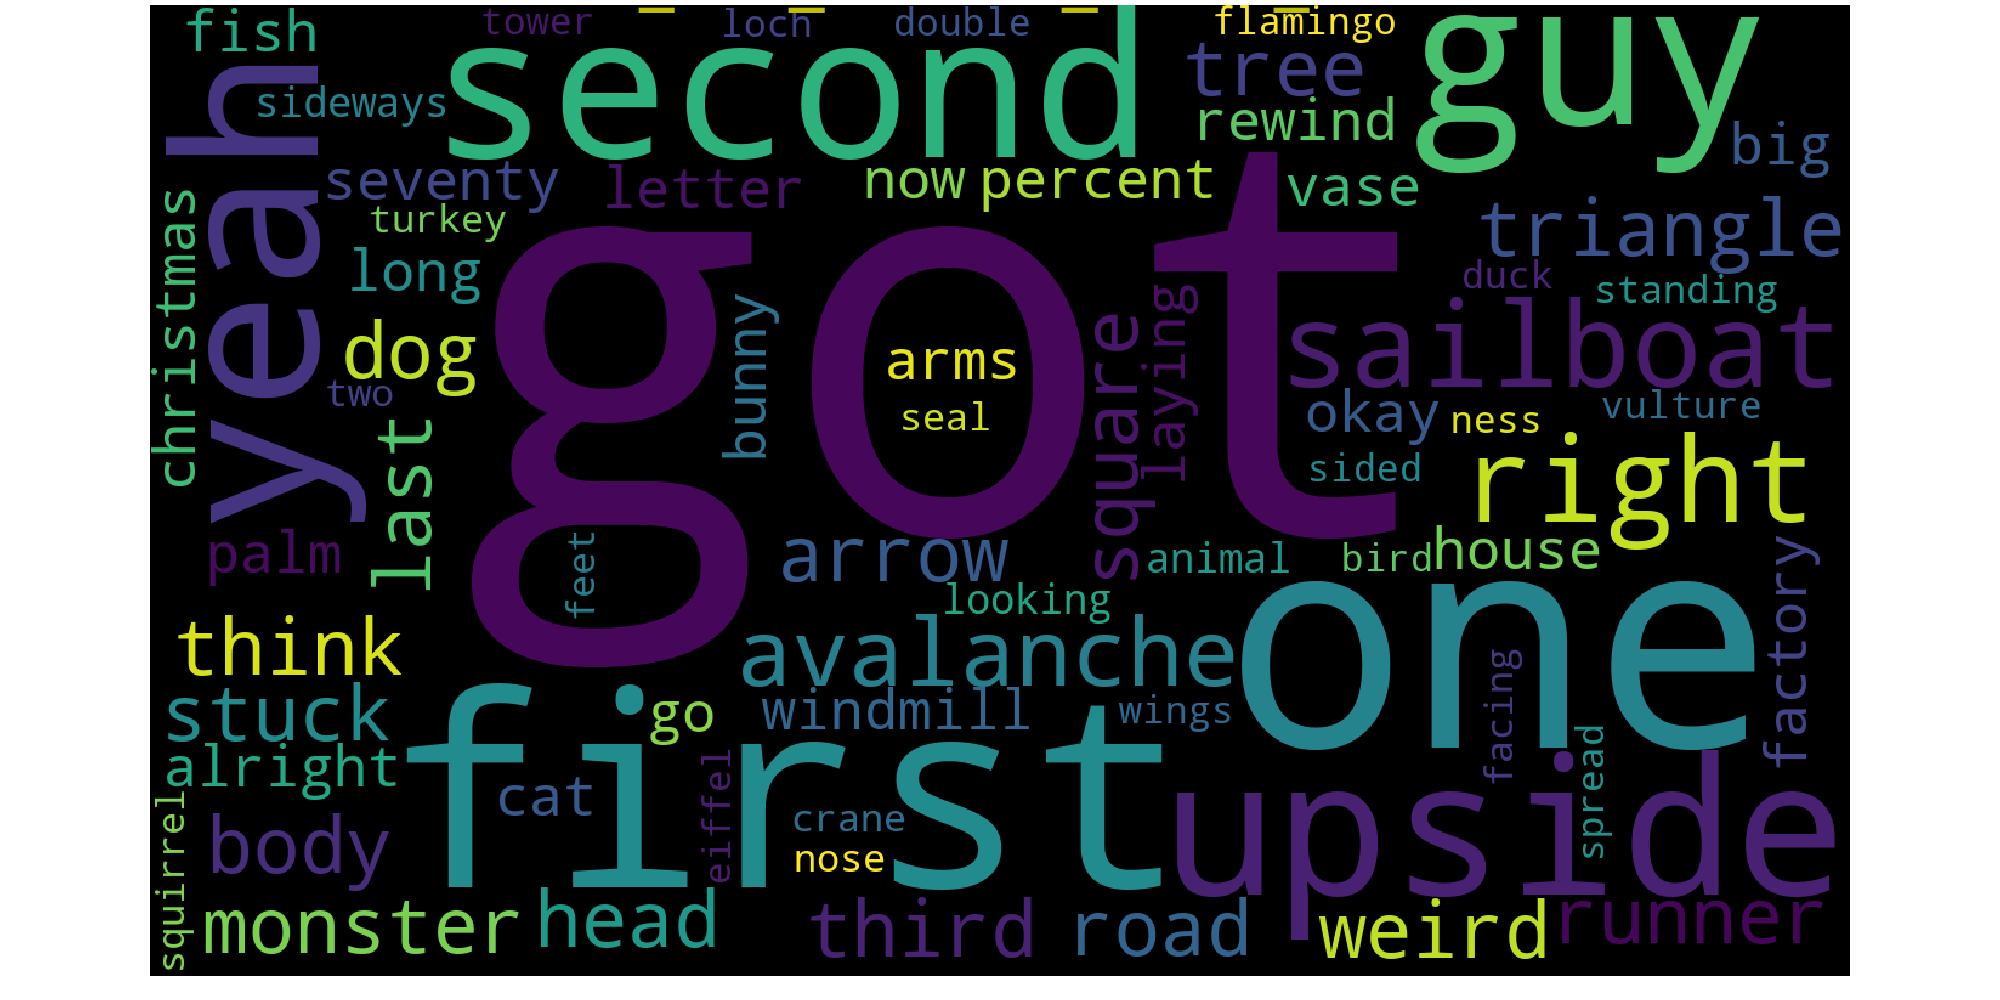 fish
tower
loch
double
flamingo
second
guy
tree
sideways
yeah
rewind
big
seventy
letter
now
percent
vase
christmas
turkey
triangle
long
got
duck
standing
bunny
square
laying
sailboat
dog
arms
two
seal
okay
ness
vulture
last
sided
right
palm
feet
arrow
animal
bird
house
factory
looking
think
avalanche
one
stuck
go
windmill
wings
facing
alright
first
cat
eiffel
crane
nose
upside
spread
squirrel
body
monster
head
third
road
weird
runner